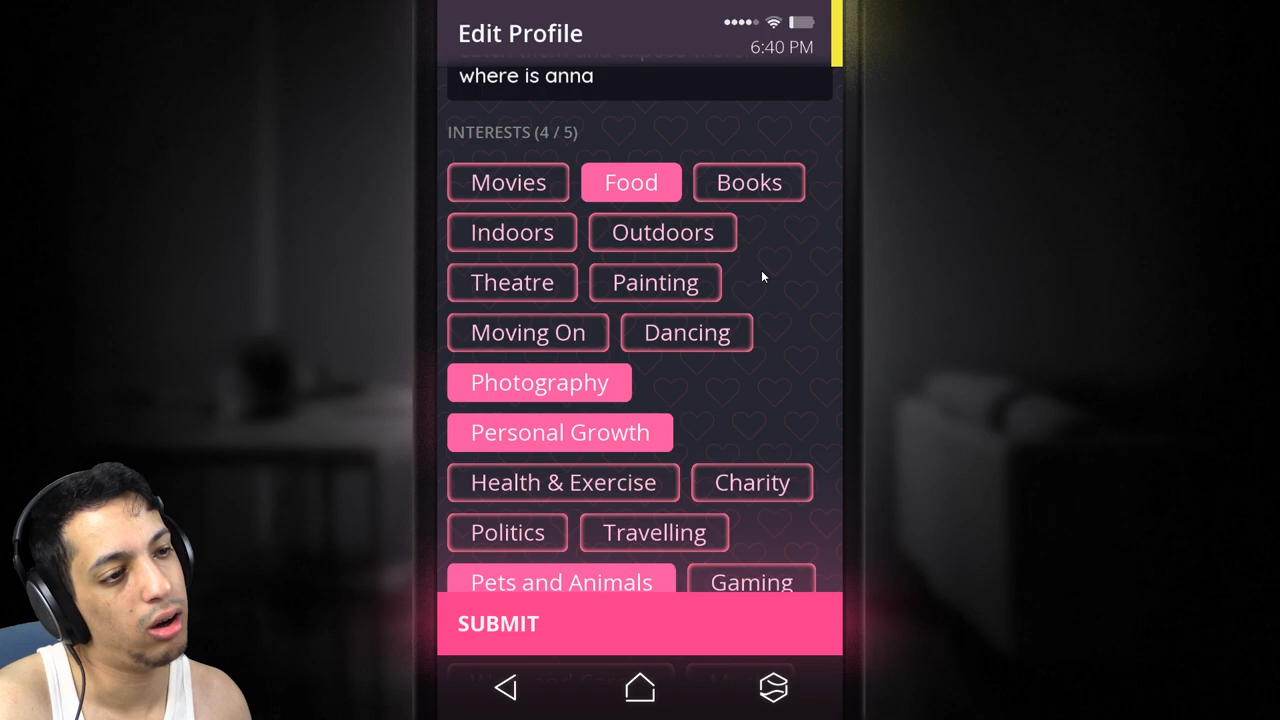 Edit Profile
6:40 PM
where is anna
INTERESTS (4 / 5)
Movies Food Books
Indoors Outdoors
Theatre Painting
Moving On Dancing
Photography
Personal Growth
Health & Exercise Charity
Politics Travelling
Pets and Animals Gaming
SUBMIT